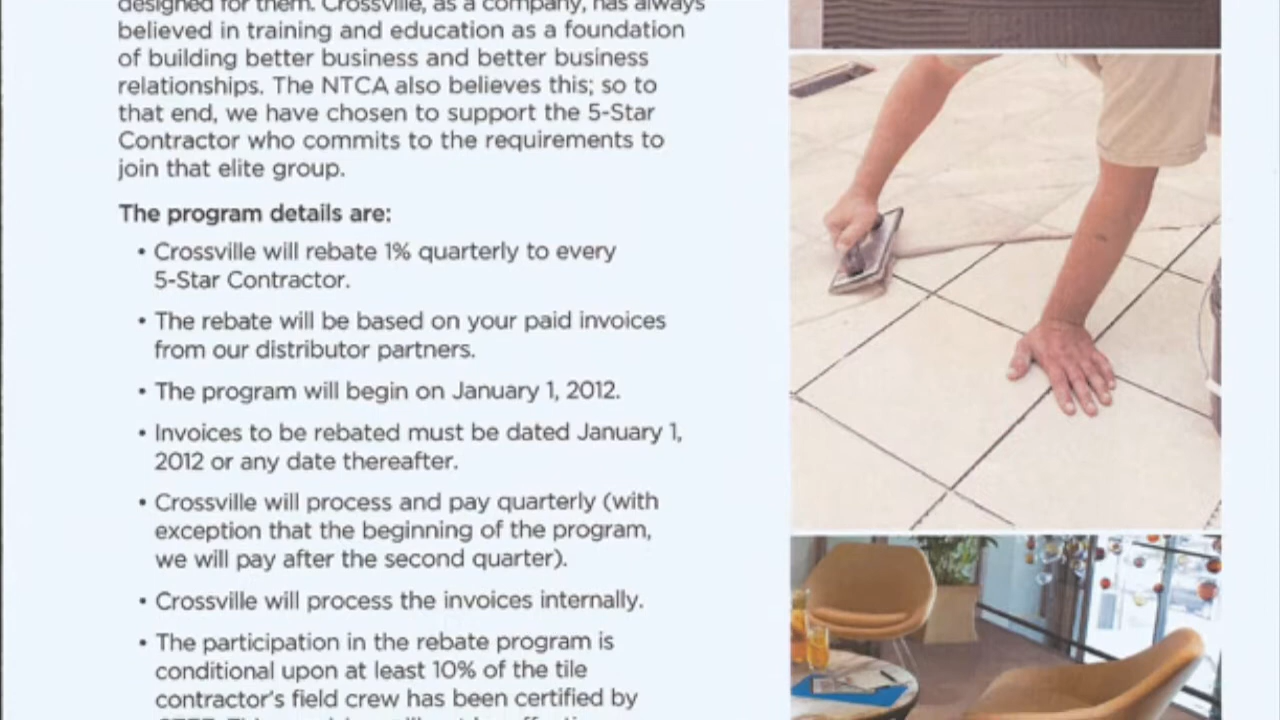 designed for them. Crossville, as a company, has always
believed in training and education as a foundation
of building better business and better business
relationships. The NTCA also believes this; so to
that end, we have chosen to support the 5-Star
Contractor who commits to the requirements to
join that elite group.
The program details are:
• Crossville will rebate 1% quarterly to every
5-Star Contractor.
• The rebate will be based on your paid invoices
from our distributor partners.
• The program will begin on January 1, 2012.
• Invoices to be rebated must be dated January 1,
2012 or any date thereafter.
• Crossville will process and pay quarterly (with
exception that the beginning of the program,
we will pay after the second quarter).
• Crossville will process the invoices internally.
• The participation in the rebate program is
conditional upon at least 10% of the tile
contractor's field crew has been certified by